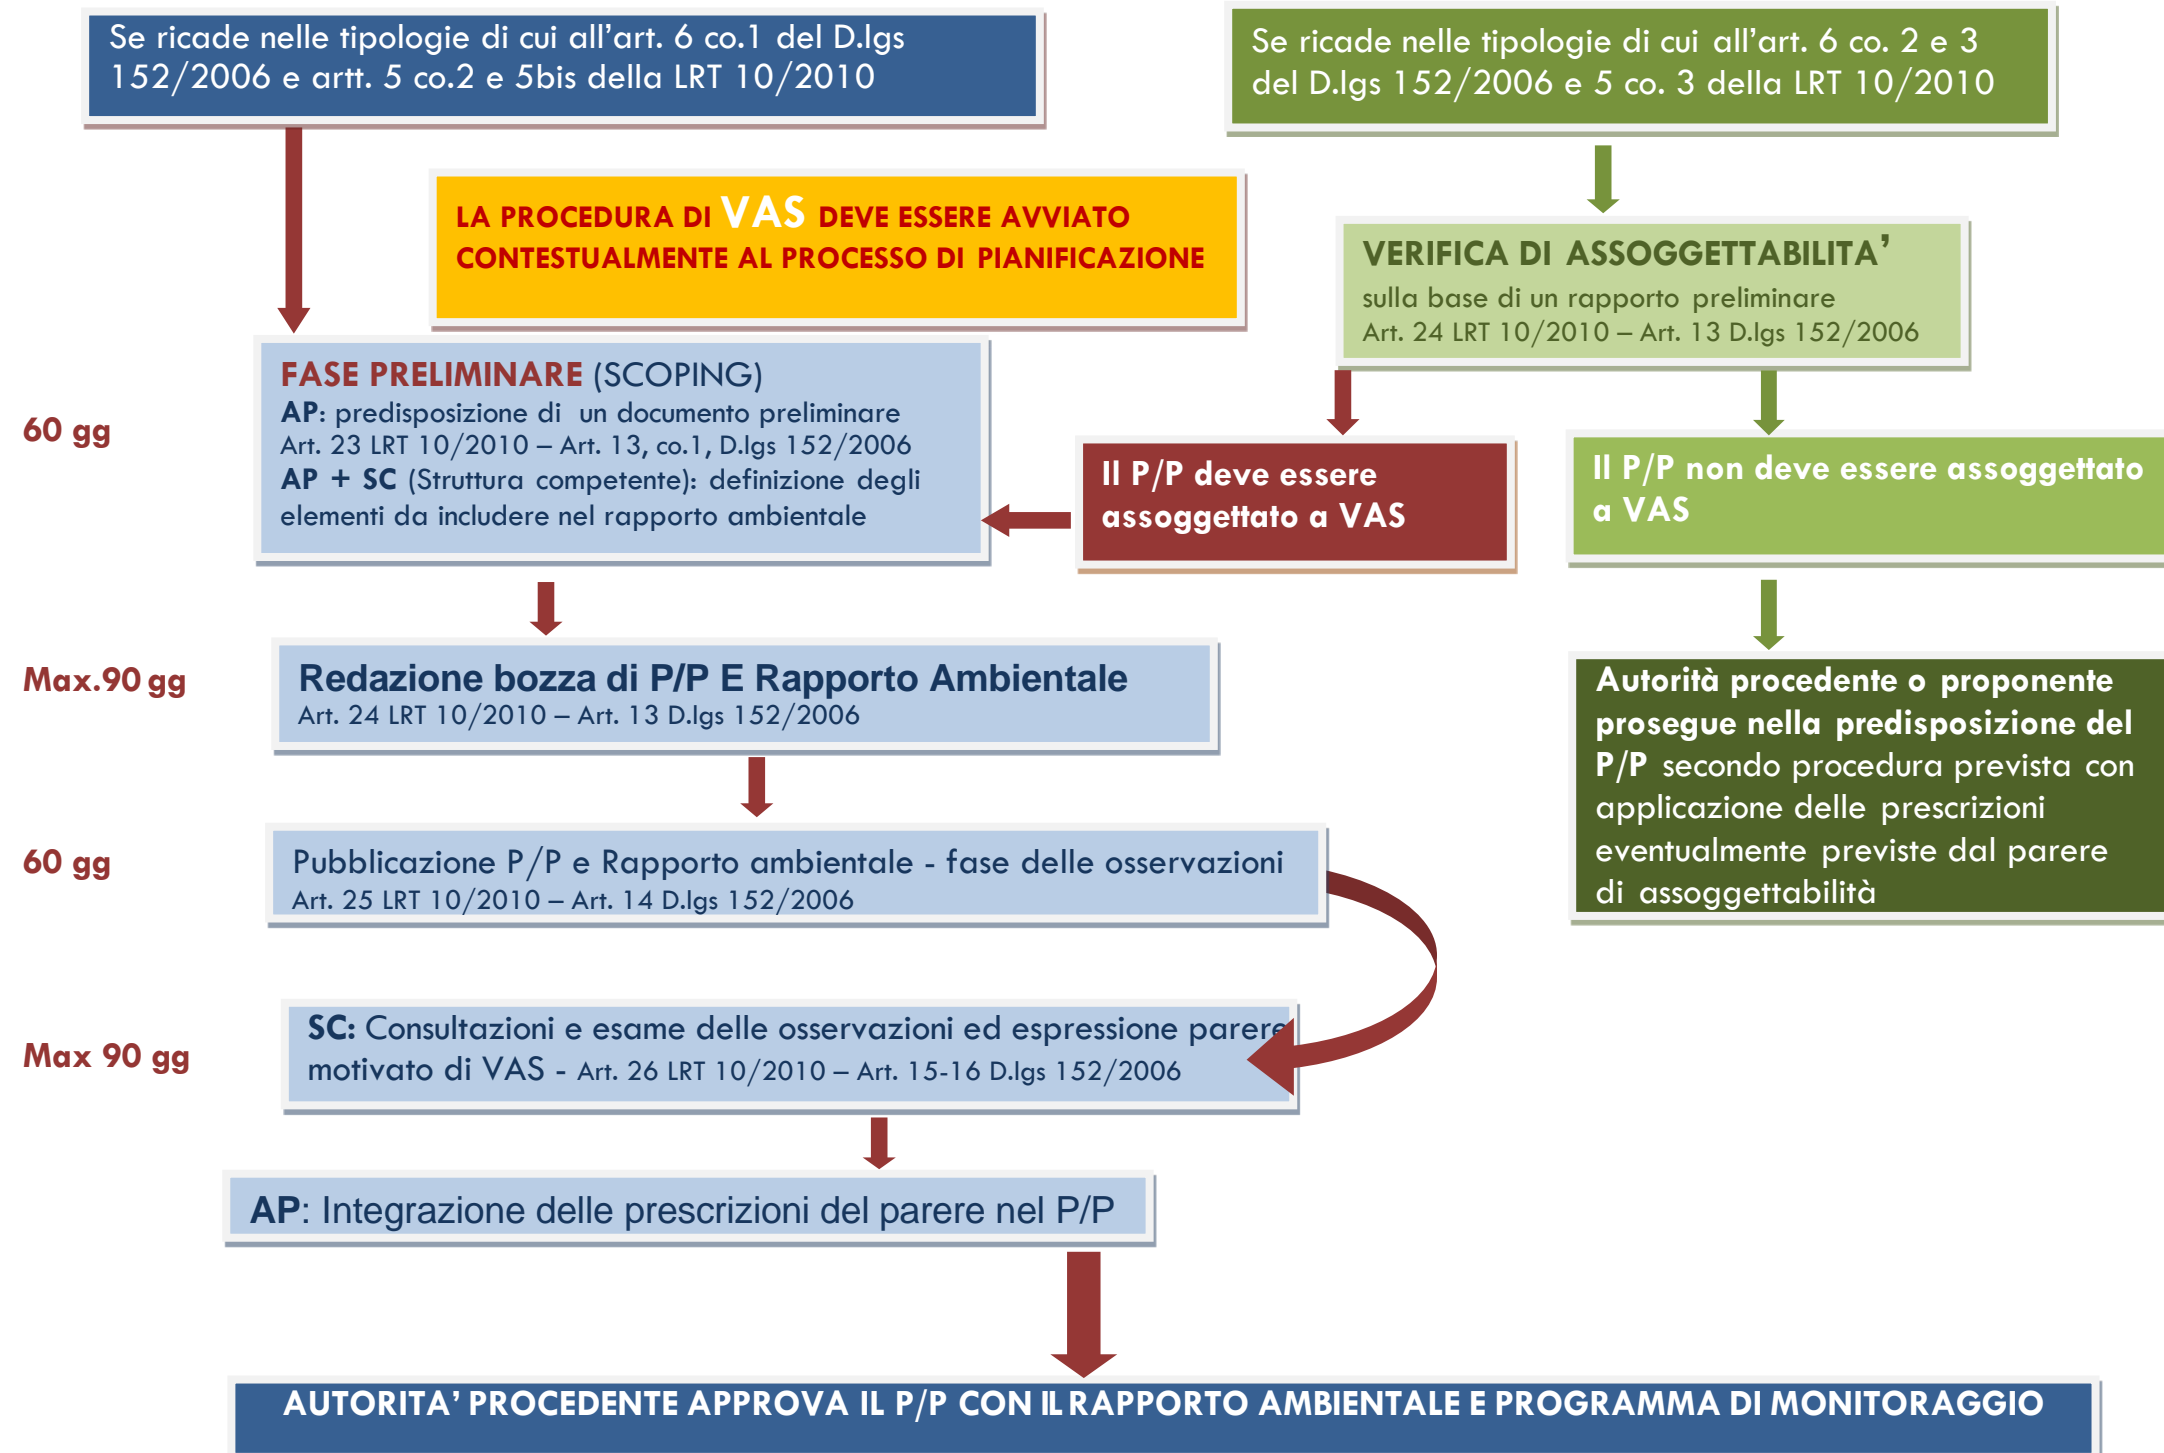 Se ricade nelle tipologie di cui all'art. 6 co.1 del D.lgs
152/2006 e artt. 5 co.2 e 5bis della LRT 10/2010
Se ricade nelle tipologie di cui all'art. 6 co. 2 e 3
del D.lgs 152/2006 e 5 co. 3 della LRT 10/2010
LA PROCEDURA DI VAS DEVE ESSERE AVVIATO
CONTESTUALMENTE AL PROCESSO DI PIANIFICAZIONE
VERIFICA DI ASSOGGETTABILITA'
sulla base di un rapporto preliminare
Art. 24 LRT 10/2010 – Art. 13 D.lgs 152/2006
60 gg
FASE PRELIMINARE (SCOPING)
AP: predisposizione di un documento preliminare
Art. 23 LRT 10/2010 – Art. 13, co.1, D.lgs 152/2006
AP + SC (Struttura competente): definizione degli
elementi da includere nel rapporto ambientale
Il P/P deve essere
assoggettato a VAS
Il P/P non deve essere assoggettato
a VAS
Max.90 gg
Redazione bozza di P/P E Rapporto Ambientale
Art. 24 LRT 10/2010 – Art. 13 D.lgs 152/2006
Autorità procedente o proponente
prosegue nella predisposizione del
P/P secondo procedura prevista con
applicazione delle prescrizioni
eventualmente previste dal parere
di assoggettabilità
60 gg
Pubblicazione P/P e Rapporto ambientale - fase delle osservazioni
Art. 25 LRT 10/2010 – Art. 14 D.lgs 152/2006
Max 90 gg
SC: Consultazioni e esame delle osservazioni ed espressione parere
motivato di VAS - Art. 26 LRT 10/2010 – Art. 15-16 D.lgs 152/2006
AP: Integrazione delle prescrizioni del parere nel P/P
AUTORITA' PROCEDENTE APPROVA IL P/P CON IL RAPPORTO AMBIENTALE E PROGRAMMA DI MONITORAGGIO